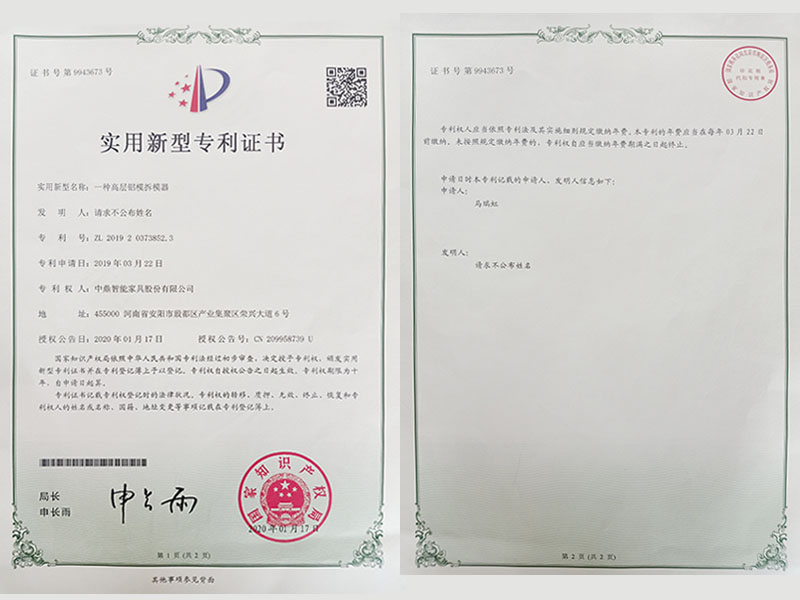 证书号第9943673号
实用新型专利证书
实用新型名称：一种高层铝模拆模器
发明人：请求不公布姓名
专利号：ZL 2019 2 0373852.3
专利申请日：2019年03月22日
专利权人：中鼎智能家具股份有限公司
地址：455000 河南省安阳市殷都区产业集聚区荣兴大道6号
授权公告日：2020年01月17日 授权公告号：CN 209958739 U
国家知识产权局依照中华人民共和国专利法经过初步审查，决定授予专利权，颁发实用
新型专利证书并在专利登记簿上予以登记。专利权自授权公告之日起生效。专利权期限为十
年，自申请日起算。
专利证书记载专利权登记时的法律状况。专利权的转移、质押、无效、终止、恢复和专利
权人的姓名或名称、国籍、地址变更等事项记载在专利登记簿上。
局长
申长雨
申长雨
国家知识产权局
2020年01月17日
第 1 页 (共 2 页)
其他事项参见背面
证书号第9943673号
专利权人应当依照专利法及其实施细则规定缴纳年费。本专利的年费应当在每年03月22日
前缴纳。未按照规定缴纳年费的，专利权自应当缴纳年费期满之日起终止。
申请日时本专利记载的申请人、发明人信息如下：
申请人：
发明人：
请求不公布姓名
第 2 页 (共 2 页)